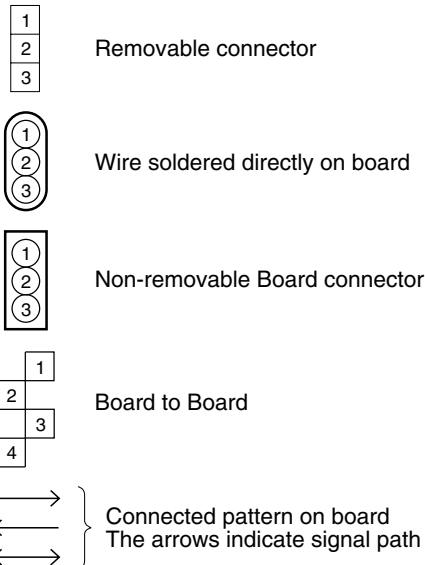 1
2
3
Removable connector
1
2
3
Wire soldered directly on board
1
2
3
Non-removable Board connector
1
2
3
4
Board to Board
Connected pattern on board
The arrows indicate signal path